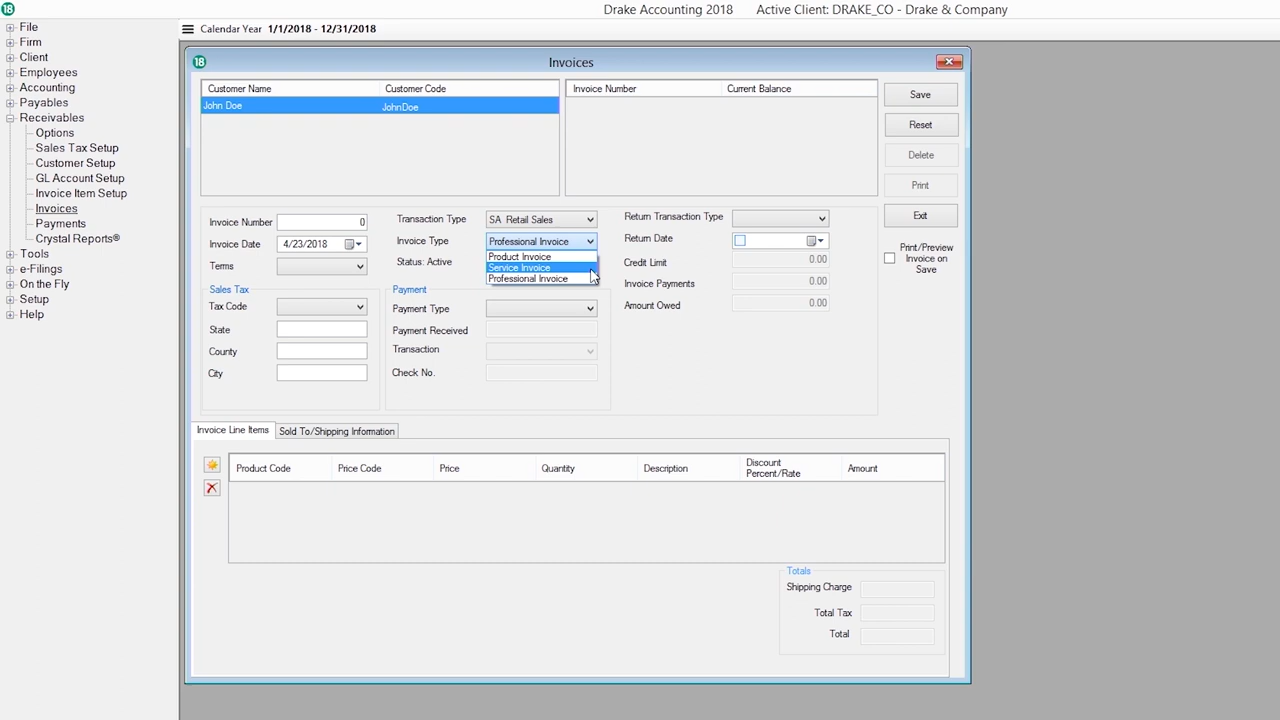 18
Drake Accounting 2018
Active Client: DRAKE_CO - Drake & Company
File
Firm
Client
Employees
Accounting
Payables
Receivables
Options
Sales Tax Setup
Customer Setup
GL Account Setup
Invoice Item Setup
Invoices
Payments
Crystal Reports®
Tools
e-Filings
On the Fly
Setup
Help
Calendar Year 1/1/2018 - 12/31/2018
18
Invoices
Customer Name Customer Code
John Doe JohnDoe
Invoice Number Current Balance
Save
Reset
Delete
Print
Exit
Print/Preview
Invoice on
Save
Invoice Number 0
Invoice Date 4/23/2018
Terms
Transaction Type SA Retail Sales
Invoice Type Professional Invoice
Product Invoice
Service Invoice
Professional Invoice
Status: Active
Return Transaction Type
Return Date
Credit Limit 0.00
Invoice Payments 0.00
Amount Owed 0.00
Sales Tax
Tax Code
State
County
City
Payment
Payment Type
Payment Received
Transaction
Check No.
Invoice Line Items Sold To/Shipping Information
Product Code Price Code Price Quantity Description Discount Percent/Rate Amount
Totals
Shipping Charge
Total Tax
Total